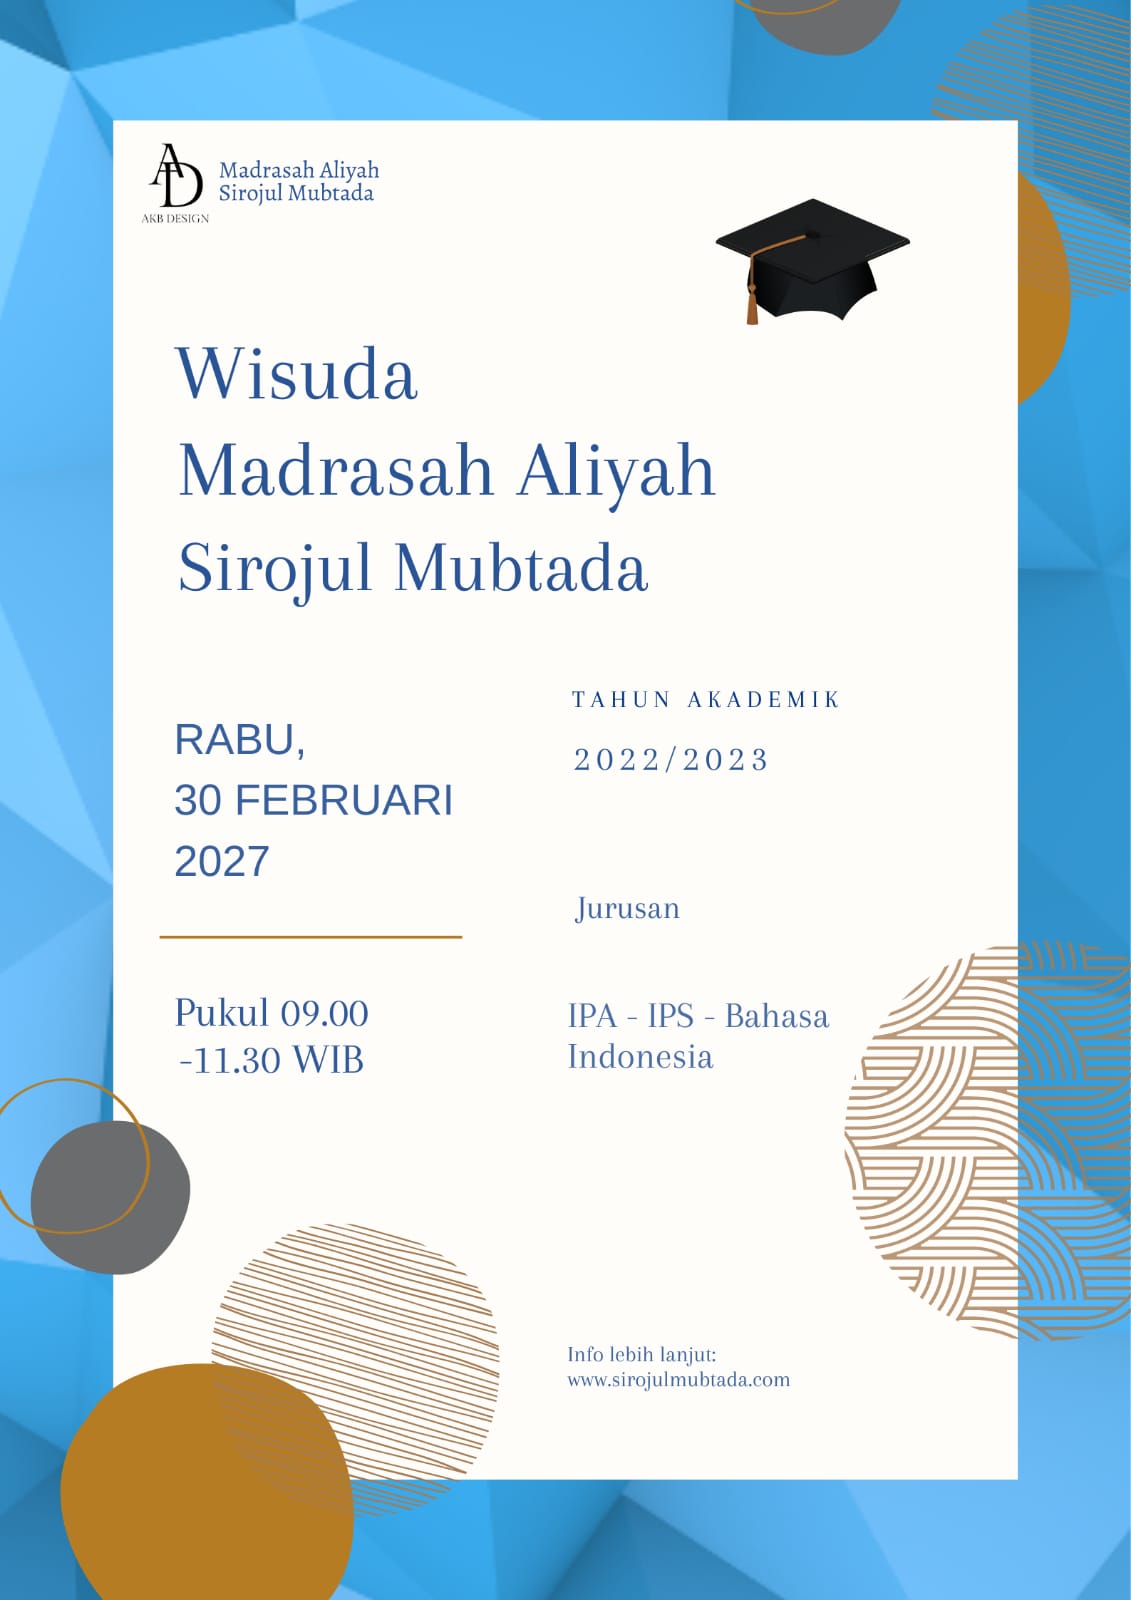 AD
AKB DESIGN
Madrasah Aliyah
Sirojul Mubtada
Wisuda
Madrasah Aliyah
Sirojul Mubtada
RABU,
30 FEBRUARI
2027
Pukul 09.00
-11.30 WIB
TAHUN AKADEMIK
2022/2023
Jurusan
IPA - IPS - Bahasa
Indonesia
Info lebih lanjut:
www.sirojulmubtada.com